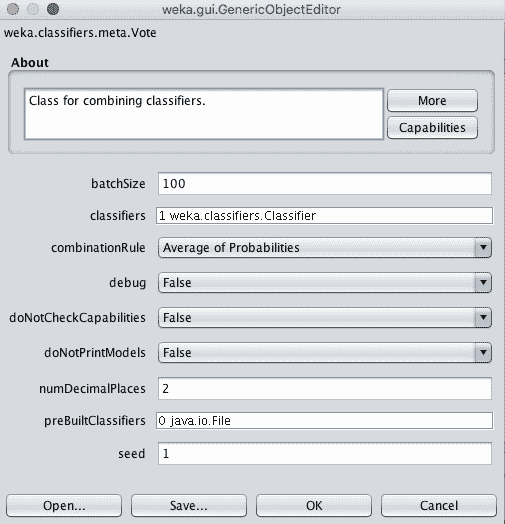 weka.gui.GenericObjectEditor
weka.classifiers.meta.Vote
About
Class for combining classifiers.
More
Capabilities
batchSize 100
classifiers 1 weka.classifiers.Classifier
combinationRule Average of Probabilities
debug False
doNotCheckCapabilities False
doNotPrintModels False
numDecimalPlaces 2
preBuiltClassifiers 0 java.io.File
seed 1
Open... Save... OK Cancel